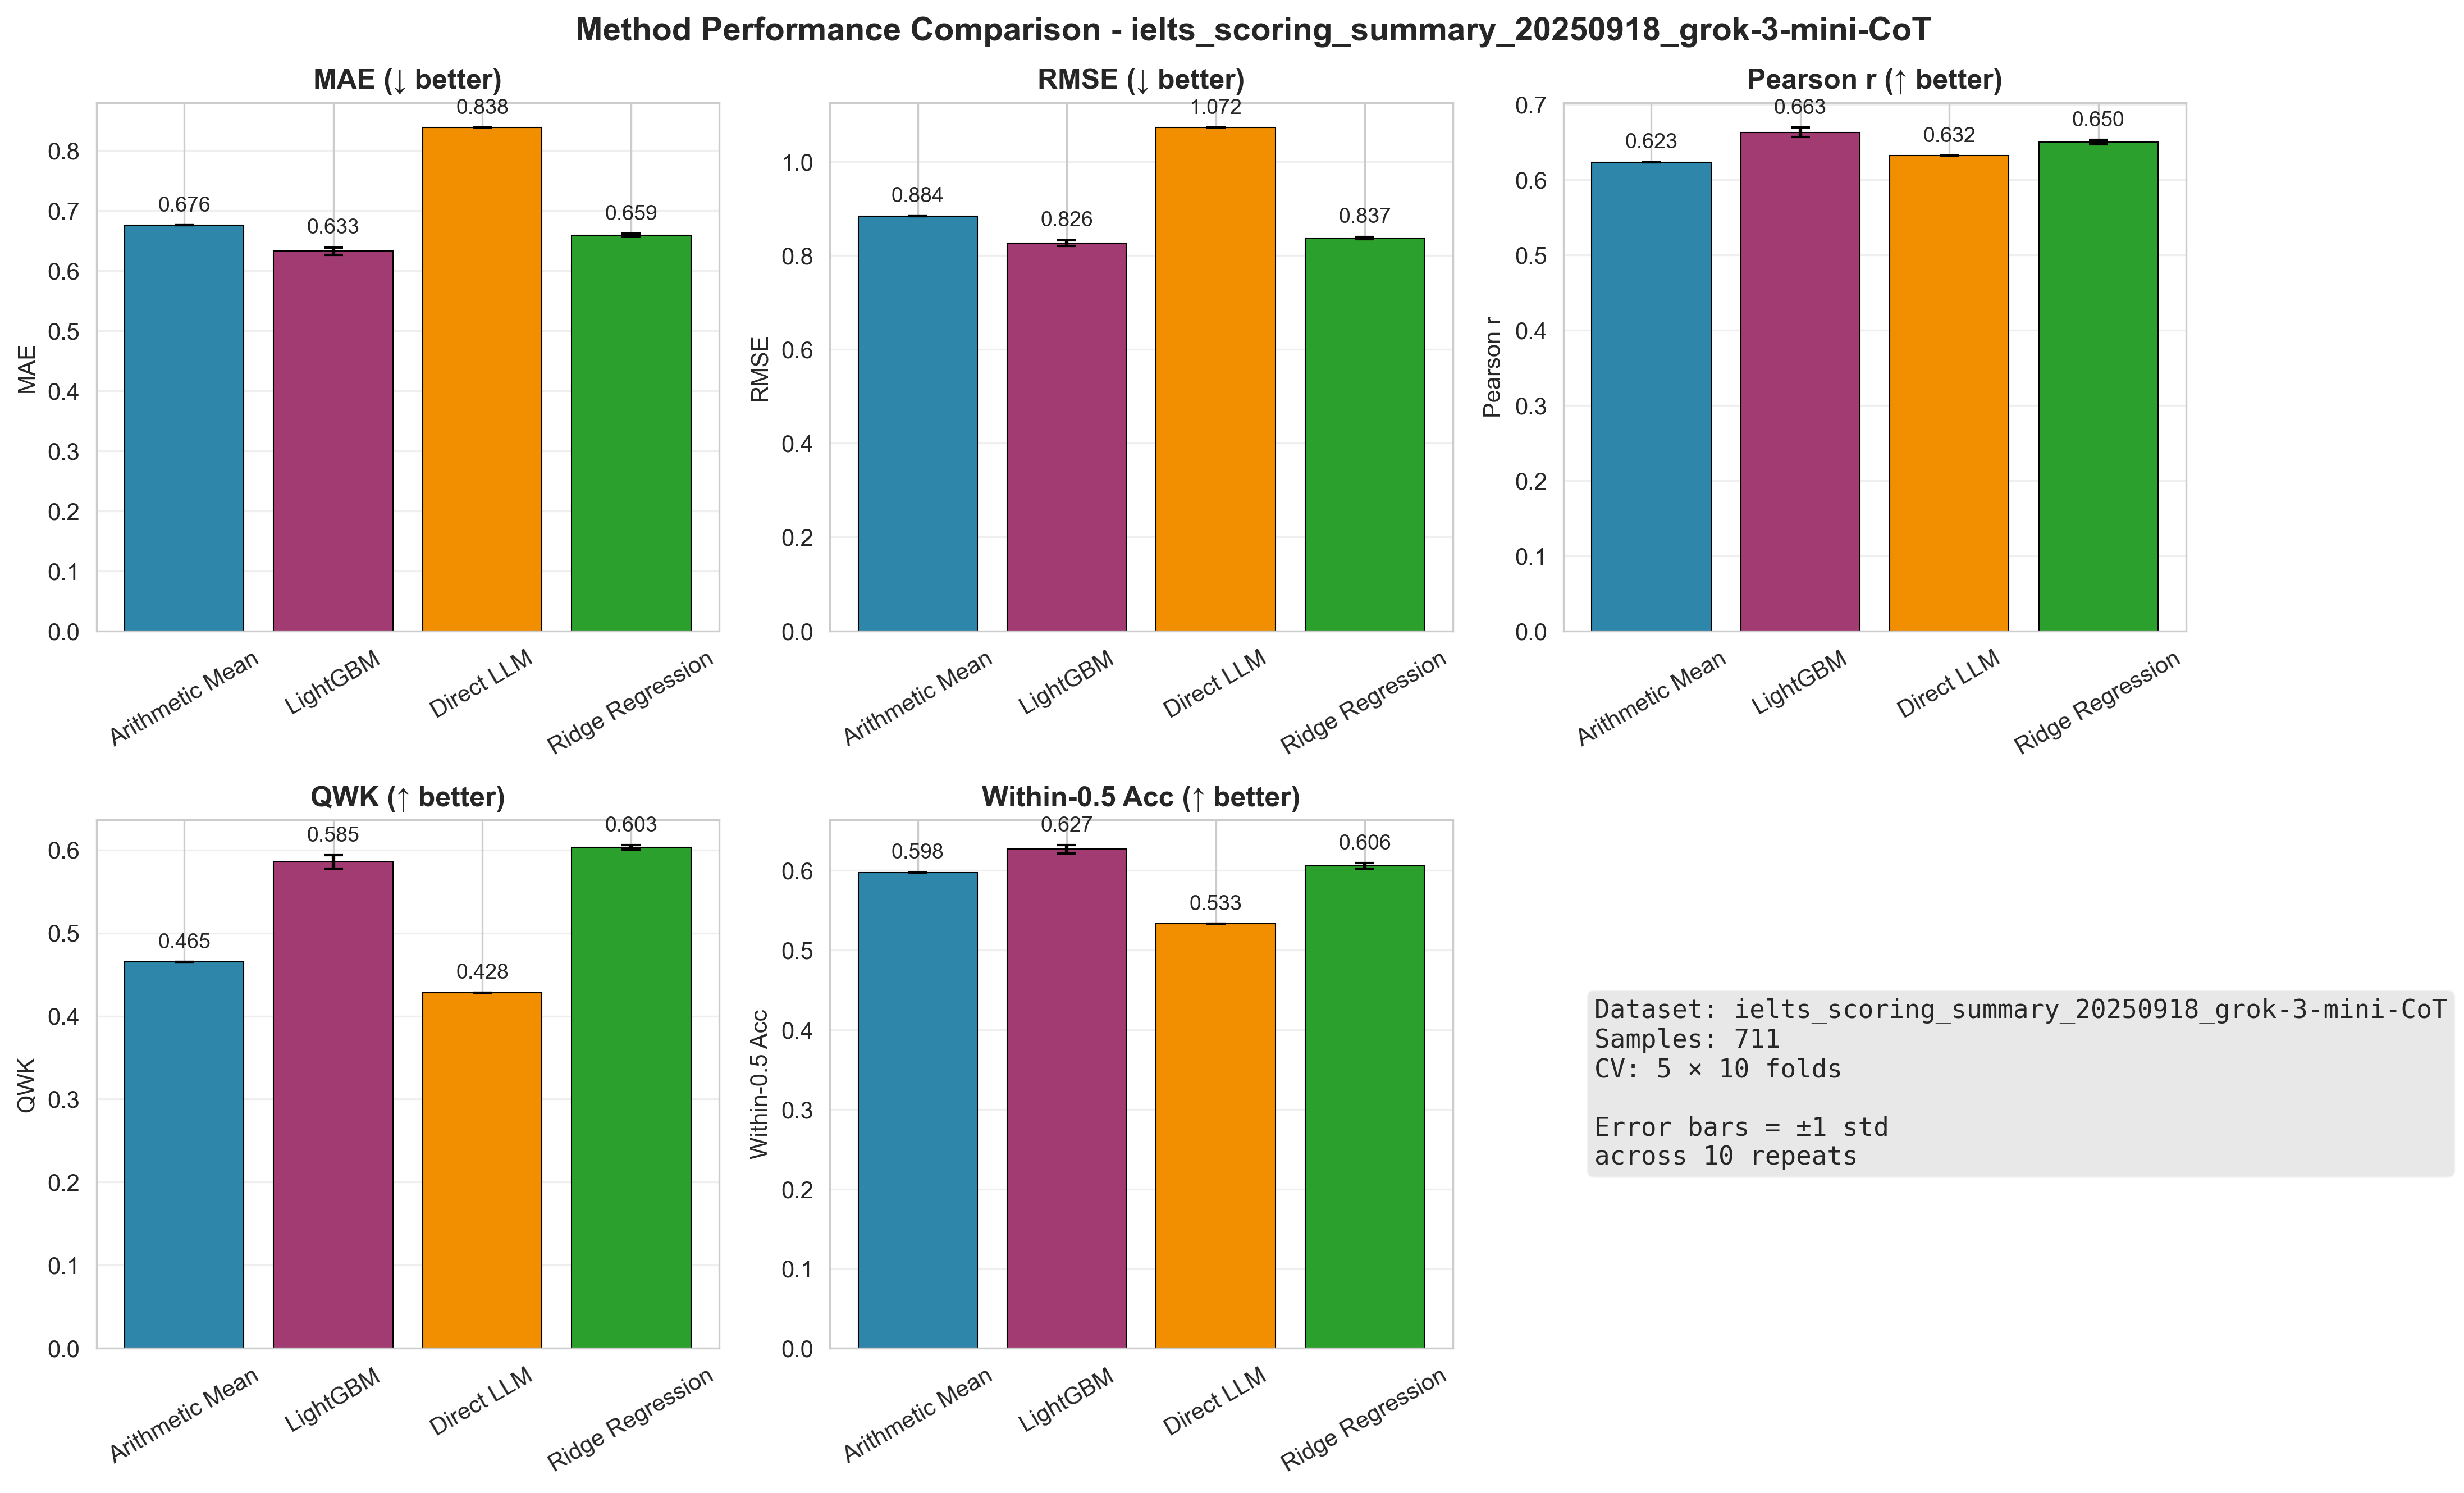 Method Performance Comparison - ielts_scoring_summary_20250918_grok-3-mini-CoT
MAE (↓ better)
MAE
0.8
0.7
0.6
0.5
0.4
0.3
0.2
0.1
0.0
0.676
0.633
0.838
0.659
Arithmetic Mean
LightGBM
Direct LLM
Ridge Regression
RMSE (↓ better)
RMSE
1.0
0.8
0.6
0.4
0.2
0.0
0.884
0.826
1.072
0.837
Arithmetic Mean
LightGBM
Direct LLM
Ridge Regression
Pearson r (↑ better)
Pearson r
0.7
0.6
0.5
0.4
0.3
0.2
0.1
0.0
0.623
0.663
0.632
0.650
Arithmetic Mean
LightGBM
Direct LLM
Ridge Regression
QWK (↑ better)
QWK
0.6
0.5
0.4
0.3
0.2
0.1
0.0
0.465
0.585
0.428
0.603
Arithmetic Mean
LightGBM
Direct LLM
Ridge Regression
Within-0.5 Acc (↑ better)
Within-0.5 Acc
0.6
0.5
0.4
0.3
0.2
0.1
0.0
0.598
0.627
0.533
0.606
Arithmetic Mean
LightGBM
Direct LLM
Ridge Regression
Dataset: ielts_scoring_summary_20250918_grok-3-mini-CoT
Samples: 711
CV: 5 × 10 folds
Error bars = ±1 std
across 10 repeats